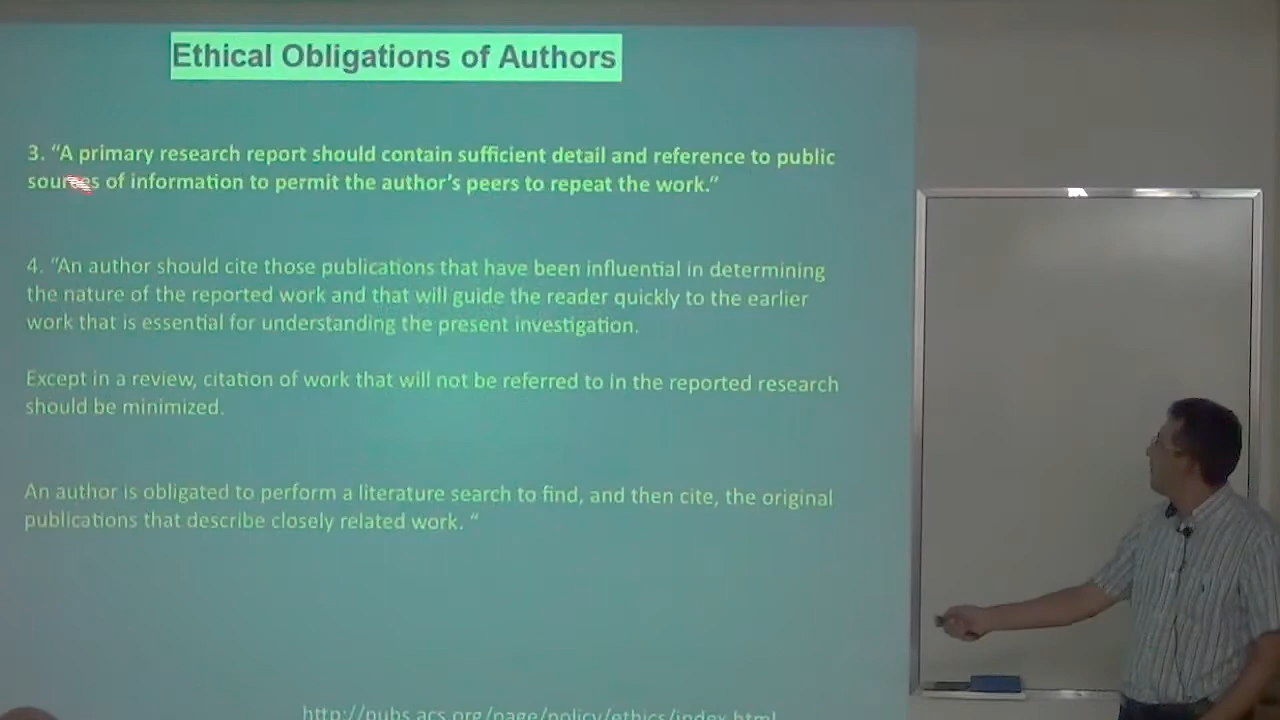 Ethical Obligations of Authors
3. “A primary research report should contain sufficient detail and reference to public
sources of information to permit the author’s peers to repeat the work.”
4. “An author should cite those publications that have been influential in determining
the nature of the reported work and that will guide the reader quickly to the earlier
work that is essential for understanding the present investigation.
Except in a review, citation of work that will not be referred to in the reported research
should be minimized.
An author is obligated to perform a literature search to find, and then cite, the original
publications that describe closely related work. “
http://pubs.acs.org/page/policy/ethics/index.html